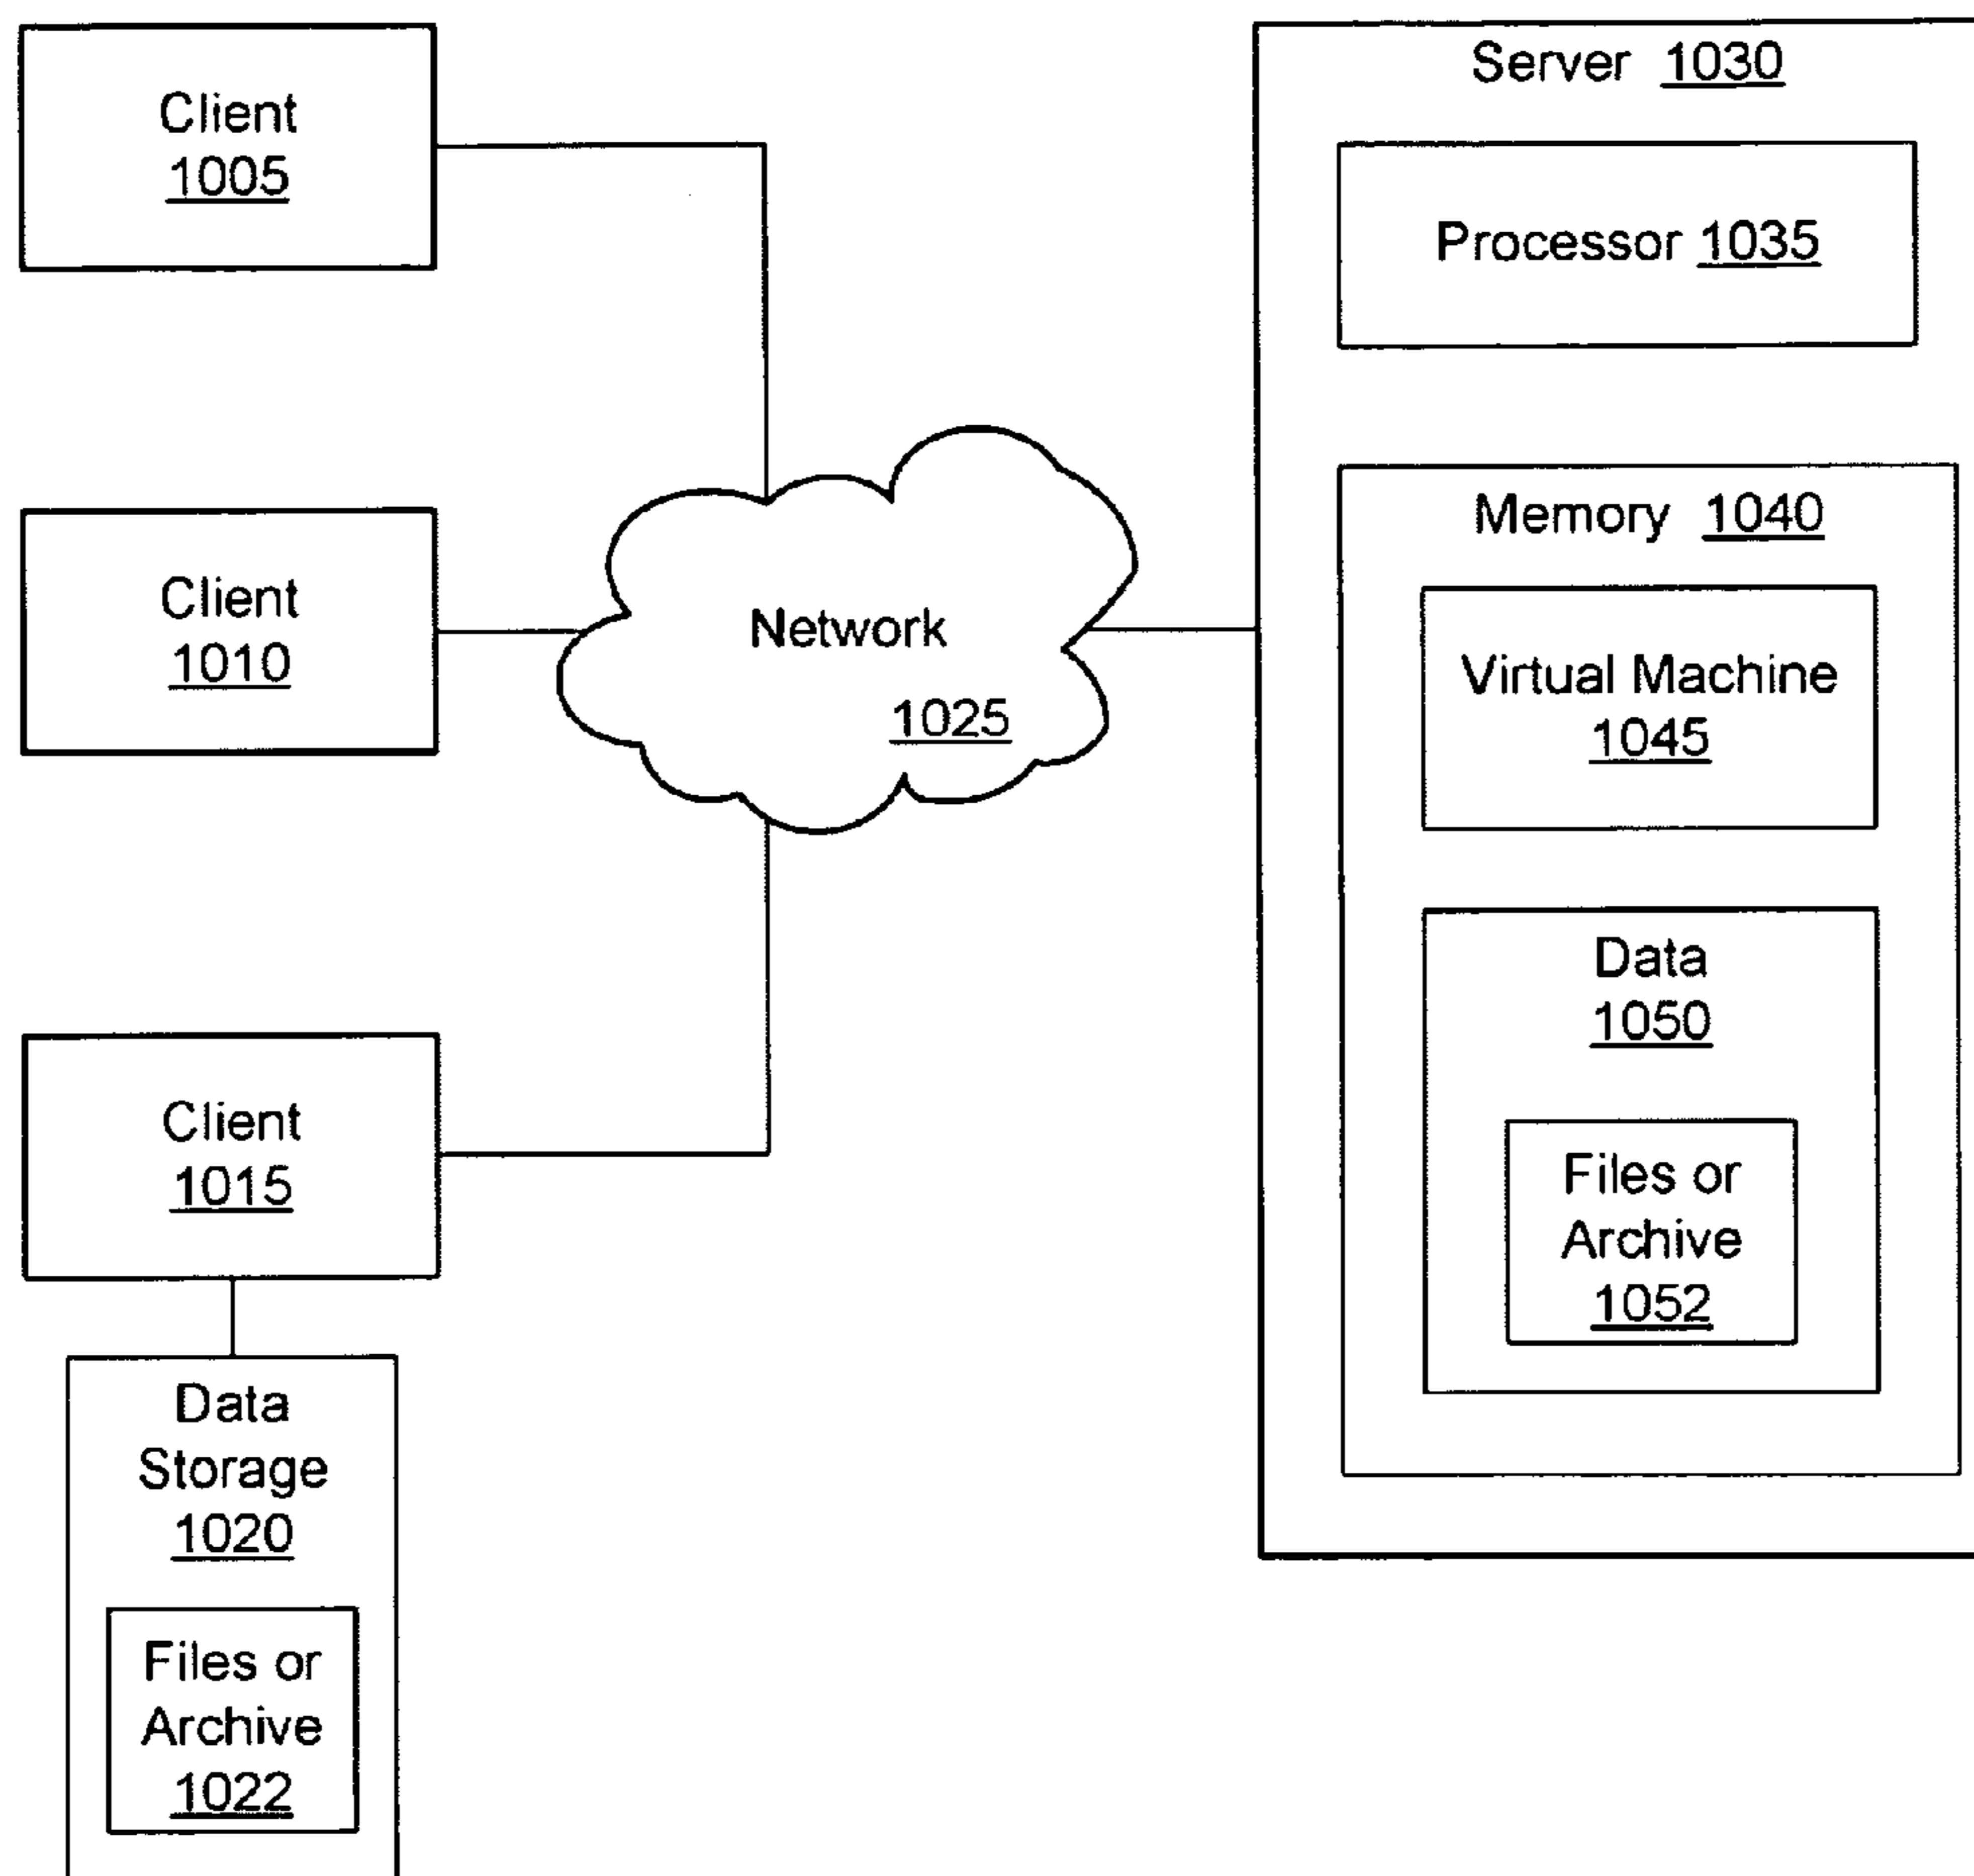 Client
1005
Client
1010
Client
1015
Data
Storage
1020
Files or
Archive
1022
Network
1025
Server 1030
Processor 1035
Memory 1040
Virtual Machine
1045
Data
1050
Files or
Archive
1052